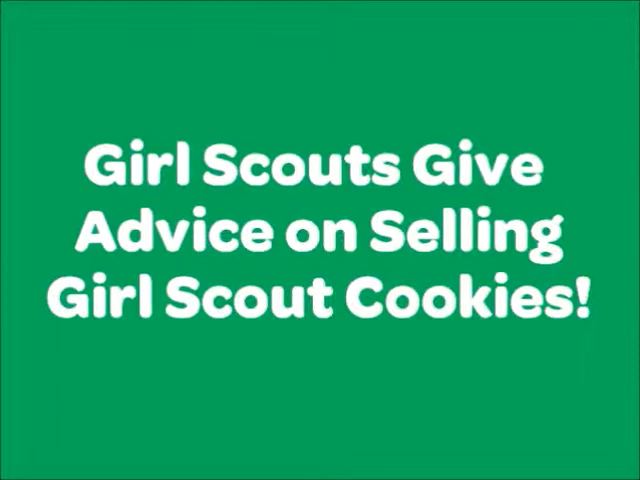 Girl Scouts Give
Advice on Selling
Girl Scout Cookies!